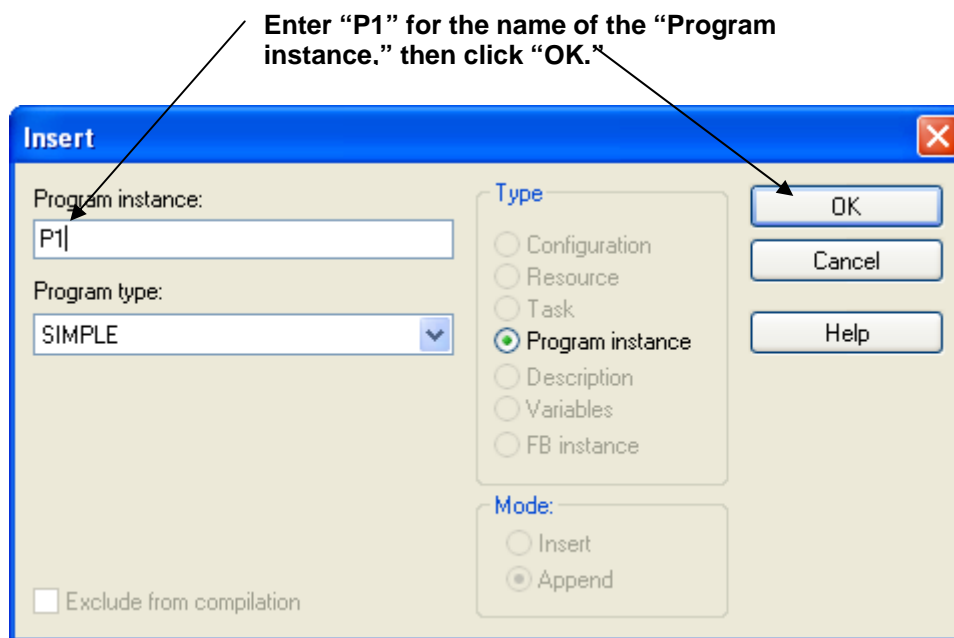 Enter “P1” for the name of the “Program
instance,” then click “OK.”
Insert
Program instance:
P1
Program type:
SIMPLE
Type
Configuration
Resource
Task
Program instance
Description
Variables
FB instance
Mode:
Insert
Append
OK
Cancel
Help
Exclude from compilation